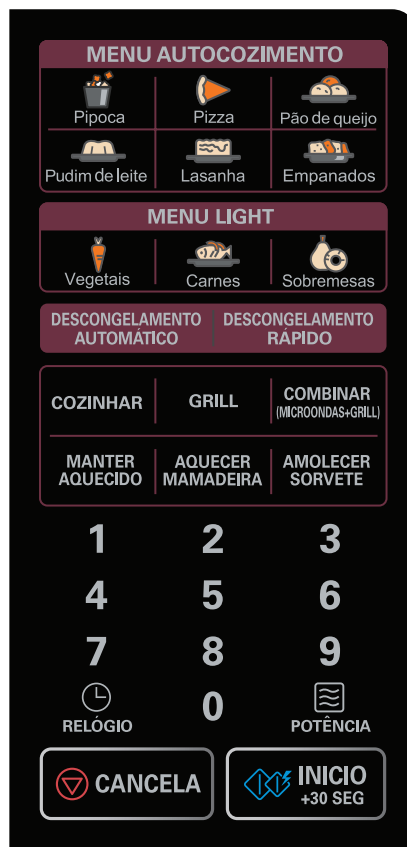 MENU AUTOCOZIMENTO
Pipoca
Pizza
Pão de queijo
Pudim de leite
Lasanha
Empanados
MENU LIGHT
Vegetais
Carnes
Sobremesas
DESCONGELAMENTO
AUTOMÁTICO
DESCONGELAMENTO
RÁPIDO
COZINHAR
GRILL
COMBINAR
(MICROONDAS+GRILL)
MANTER
AQUECIDO
AQUECER
MAMADEIRA
AMOLECER
SORVETE
1 2 3
4 5 6
7 8 9
RELÓGIO
0
POTÊNCIA
CANCELA
INICIO
+30 SEG